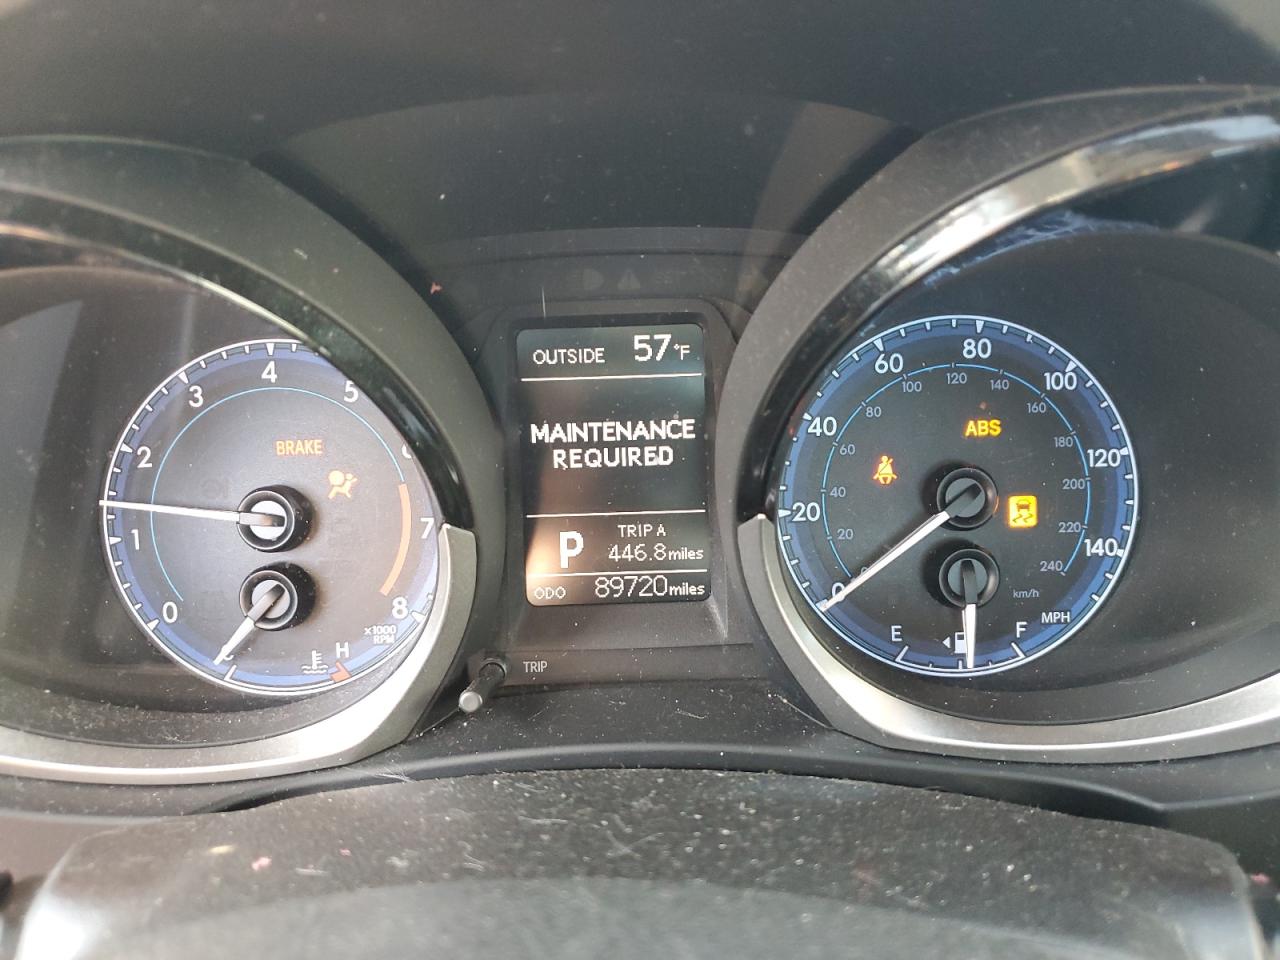 OUTSIDE 57°F
MAINTENANCE
REQUIRED
TRIP A
P 446.8 miles
ODO 89720 miles
TRIP
0 1 2 3 4 5 7 8
BRAKE
x1000
RPM
H
0 20 40 60 80 100 120 140
20 40 60 80 100 120 140 160 180 200 220 240
ABS
km/h
MPH
E F